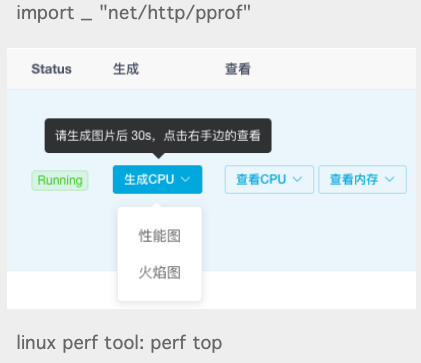 import _ "net/http/pprof"
Status 生成 查看
请生成图片后 30s，点击右手边的查看
Running 生成CPU 查看CPU 查看内存
性能图
火焰图
linux perf tool: perf top